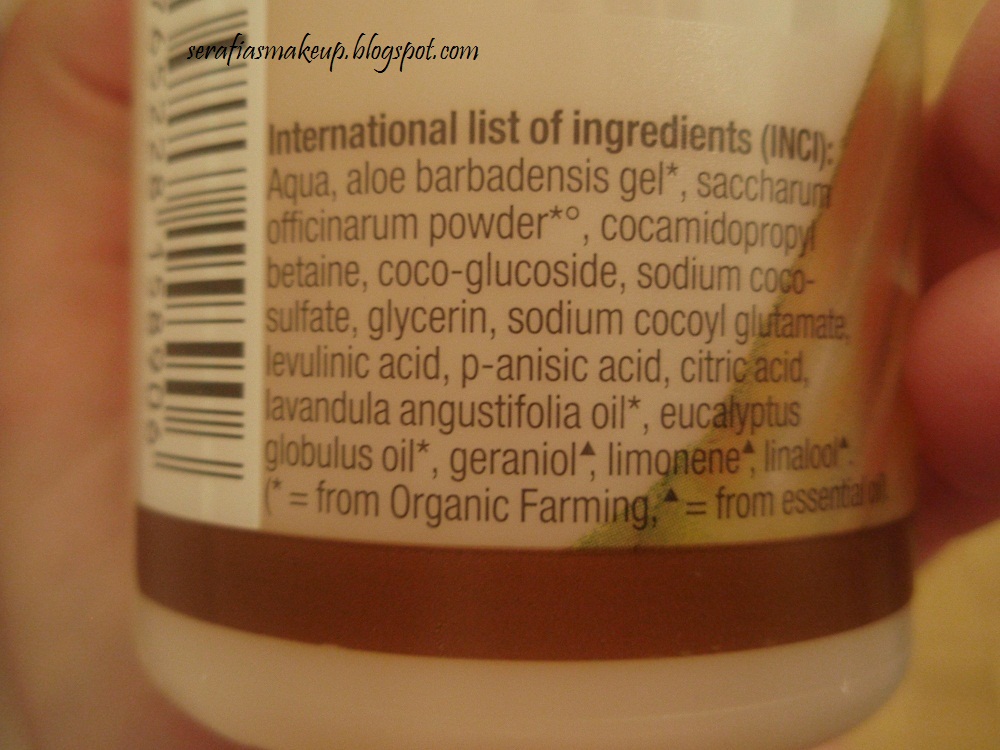 serafiasmakeup.blogspot.com
International list of ingredients (INCI):
Aqua, aloe barbadensis gel*, saccharum
officinarum powder*°, cocamidopropyl
betaine, coco-glucoside, sodium coco-
sulfate, glycerin, sodium cocoyl glutamate,
levulinic acid, p-anisic acid, citric acid,
lavandula angustifolia oil*, eucalyptus
globulus oil*, geraniol▲, limonene▲, linalool▲.
(* = from Organic Farming, ▲ = from essential oil.